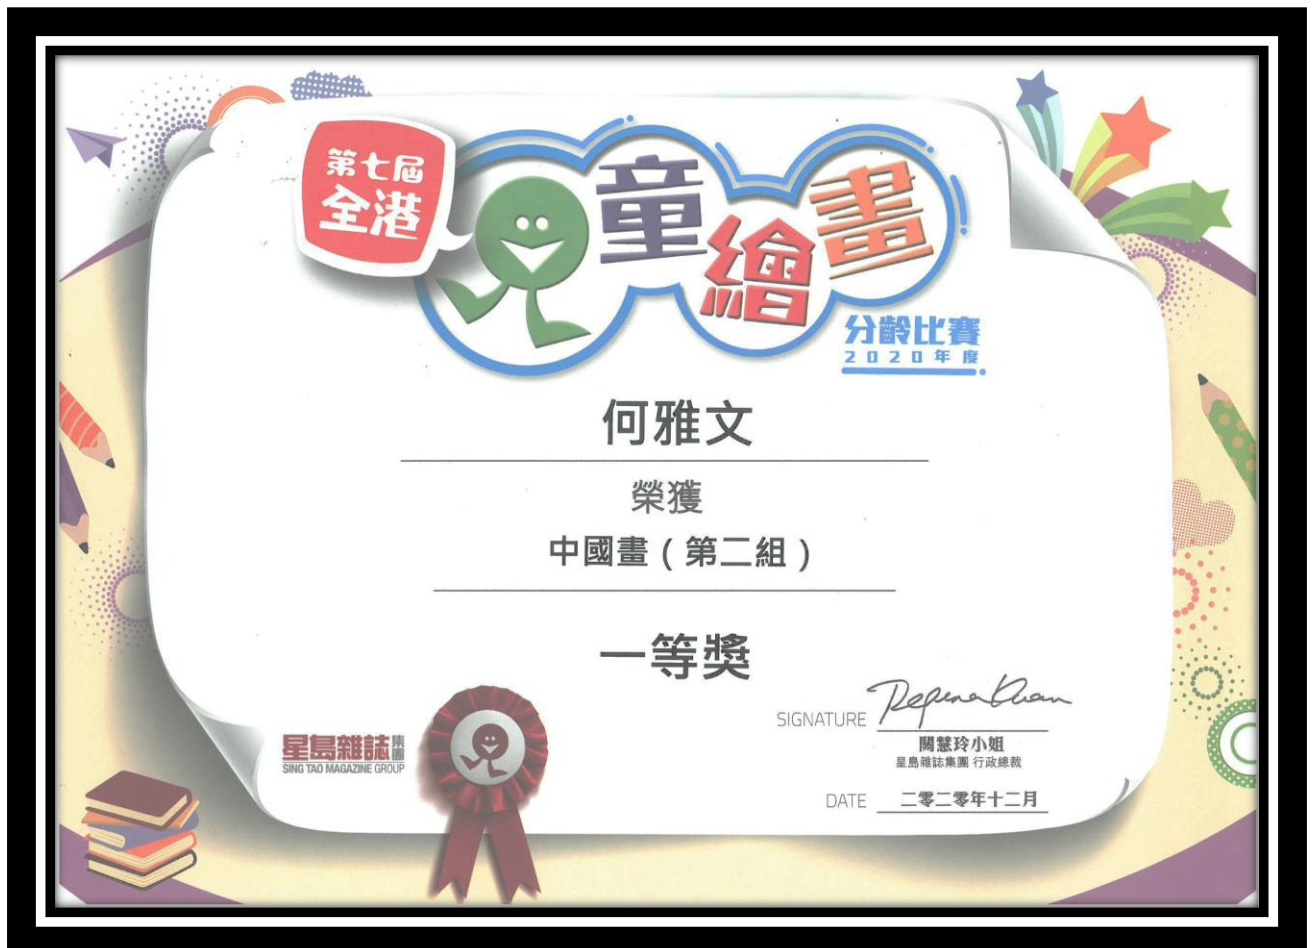 第七屆
全港
兒童繪畫
分齡比賽
2020年度
何雅文
榮獲
中國畫(第二組)
一等獎
SIGNATURE
關慧玲小姐
星島雜誌集團 行政總裁
DATE 二零二零年十二月
星島雜誌集團
SING TAO MAGAZINE GROUP